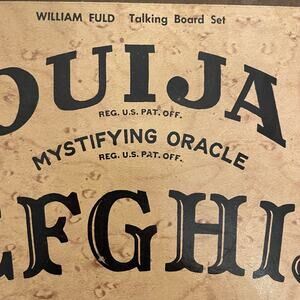 WILLIAM FULD Talking Board Set
OUIJA
REG. U.S. PAT. OFF.
MYSTIFYING ORACLE
REG. U.S. PAT. OFF.
EFGHI